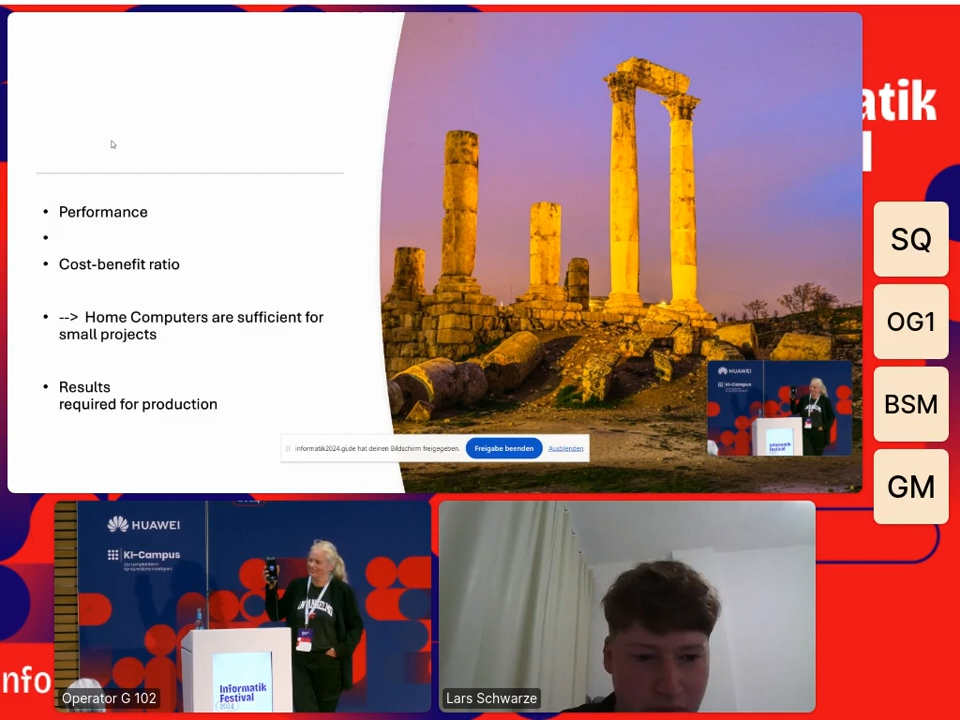 atik
l
• Performance
•
• Cost-benefit ratio
• --> Home Computers are sufficient for
small projects
• Results
required for production
informatik2024.gi.de hat deinen Bildschirm freigegeben. Freigabe beenden Ausblenden
HUAWEI
KI-Campus
Informatik
Festival
SQ
OG1
BSM
GM
HUAWEI
KI-Campus
Informatik
Festival
2024
Operator G 102
Lars Schwarze
nfo